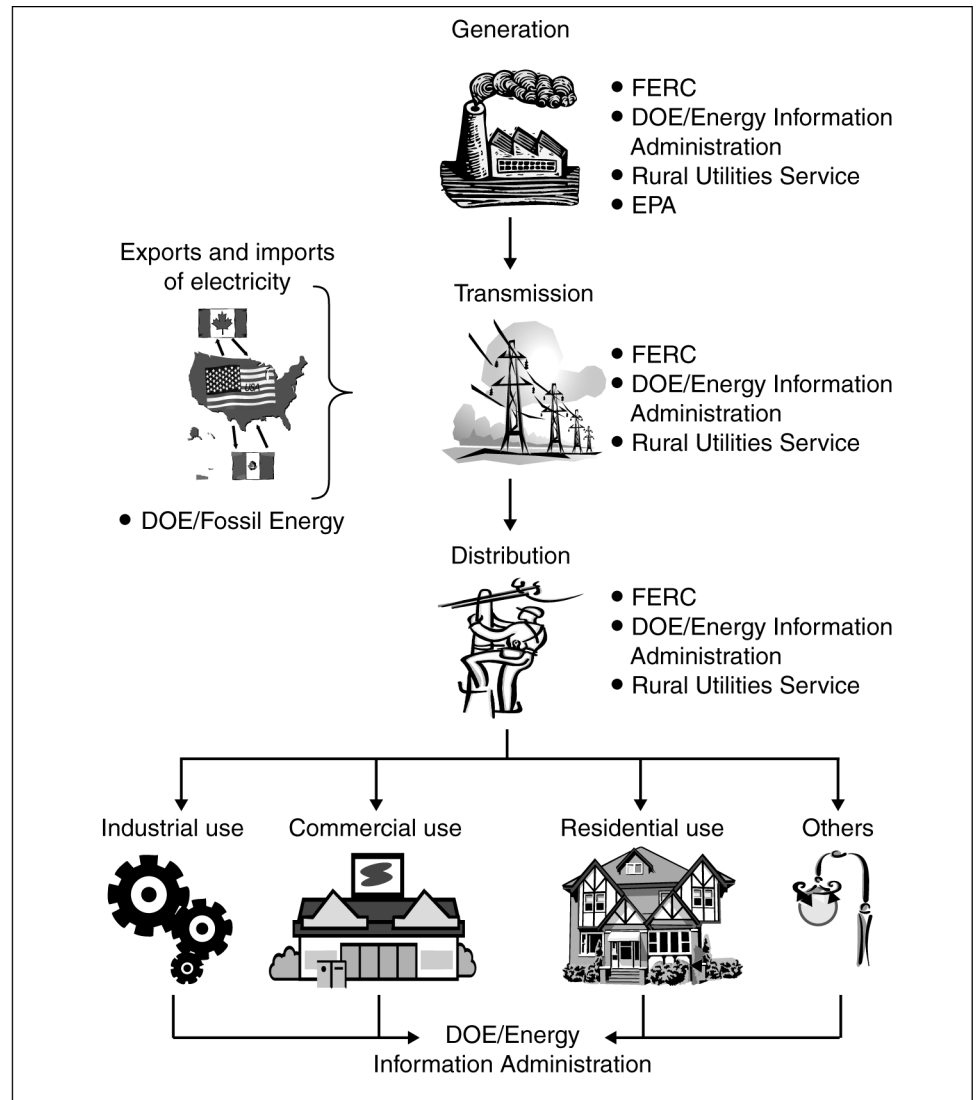 Generation
• FERC
• DOE/Energy Information
Administration
• Rural Utilities Service
• EPA
Exports and imports
of electricity
USA
• DOE/Fossil Energy
Transmission
• FERC
• DOE/Energy Information
Administration
• Rural Utilities Service
Distribution
• FERC
• DOE/Energy Information
Administration
• Rural Utilities Service
Industrial use
Commercial use
Residential use
Others
DOE/Energy
Information Administration